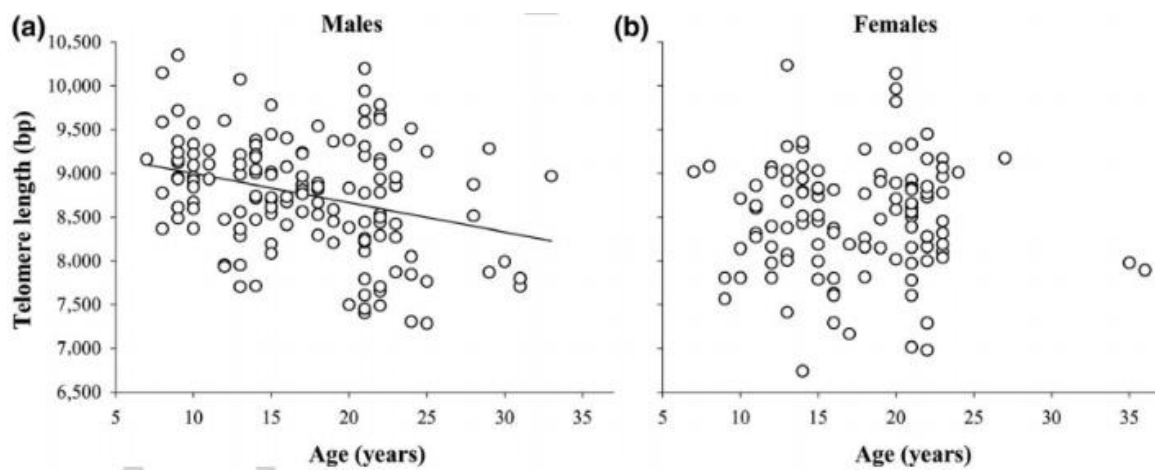 (a) Males (b) Females
10,500
10,000
9,500
9,000
8,500
8,000
7,500
7,000
6,500
Telomere length (bp)
5 10 15 20 25 30 35 5 10 15 20 25 30 35
Age (years) Age (years)